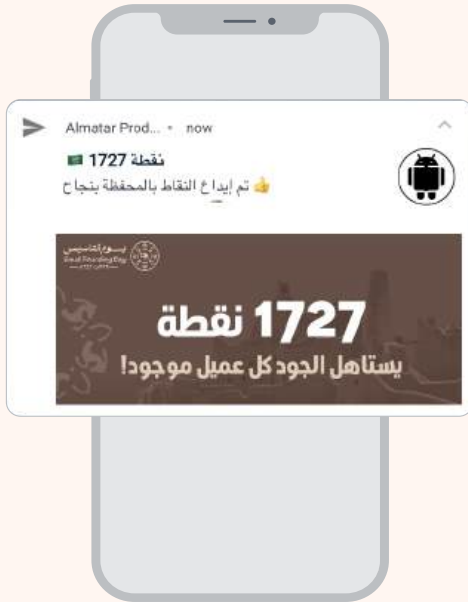 Almatar Prod... • now
1727 نقطة 🇸🇦
👍 تم إيداع النقاط بالمحفظة بنجاح
يوم التأسيس
Saudi Founding Day
1727 نقطة
يستاهل الجود كل عميل موجود!